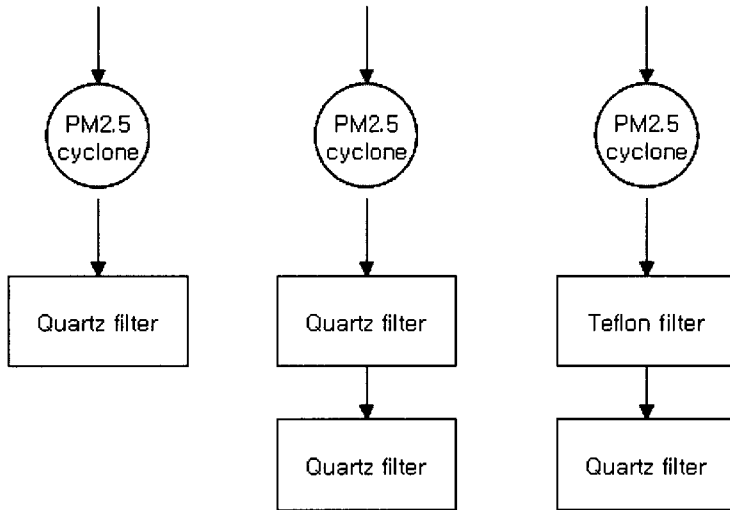 PM2.5
cyclone
PM2.5
cyclone
PM2.5
cyclone
Quartz filter
Quartz filter
Teflon filter
Quartz filter
Quartz filter